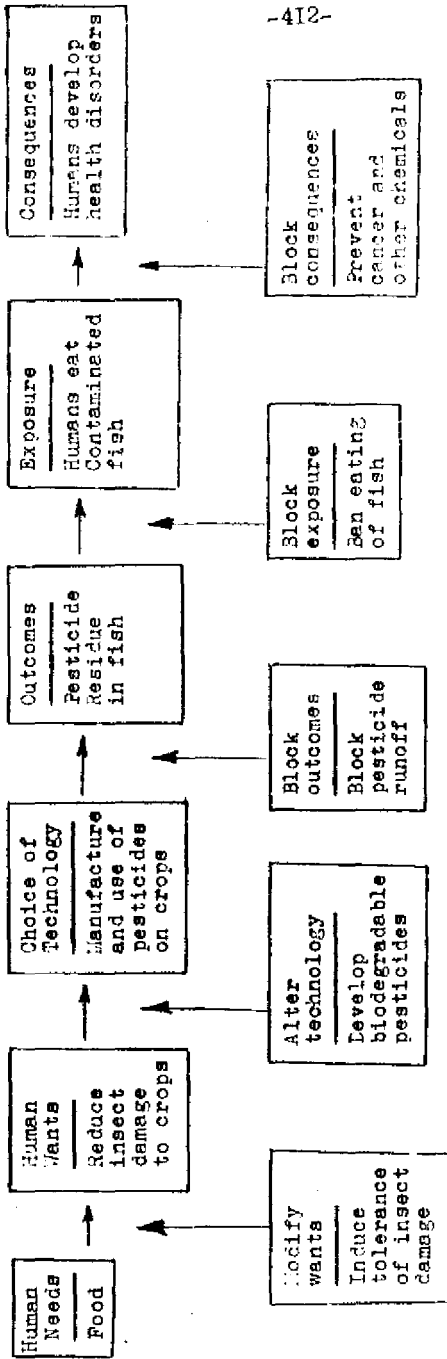 -412-
Human
Needs
Food
Human
Wants
Reduce
insect
damage
to crops
Choice of
Technology
Manufacture
and use of
pesticides
on crops
Outcomes
Pesticide
Residue
in fish
Exposure
Humans eat
Contaminated
fish
Consequences
Humans develop
health disorders
Modify
wants
Induce
tolerance
of insect
damage
Alter
technology
Develop
biodegradable
pesticides
Block
outcomes
Block
pesticide
runoff
Block
exposure
Ban eating
of fish
Block
consequences
Prevent
cancer and
other chemicals